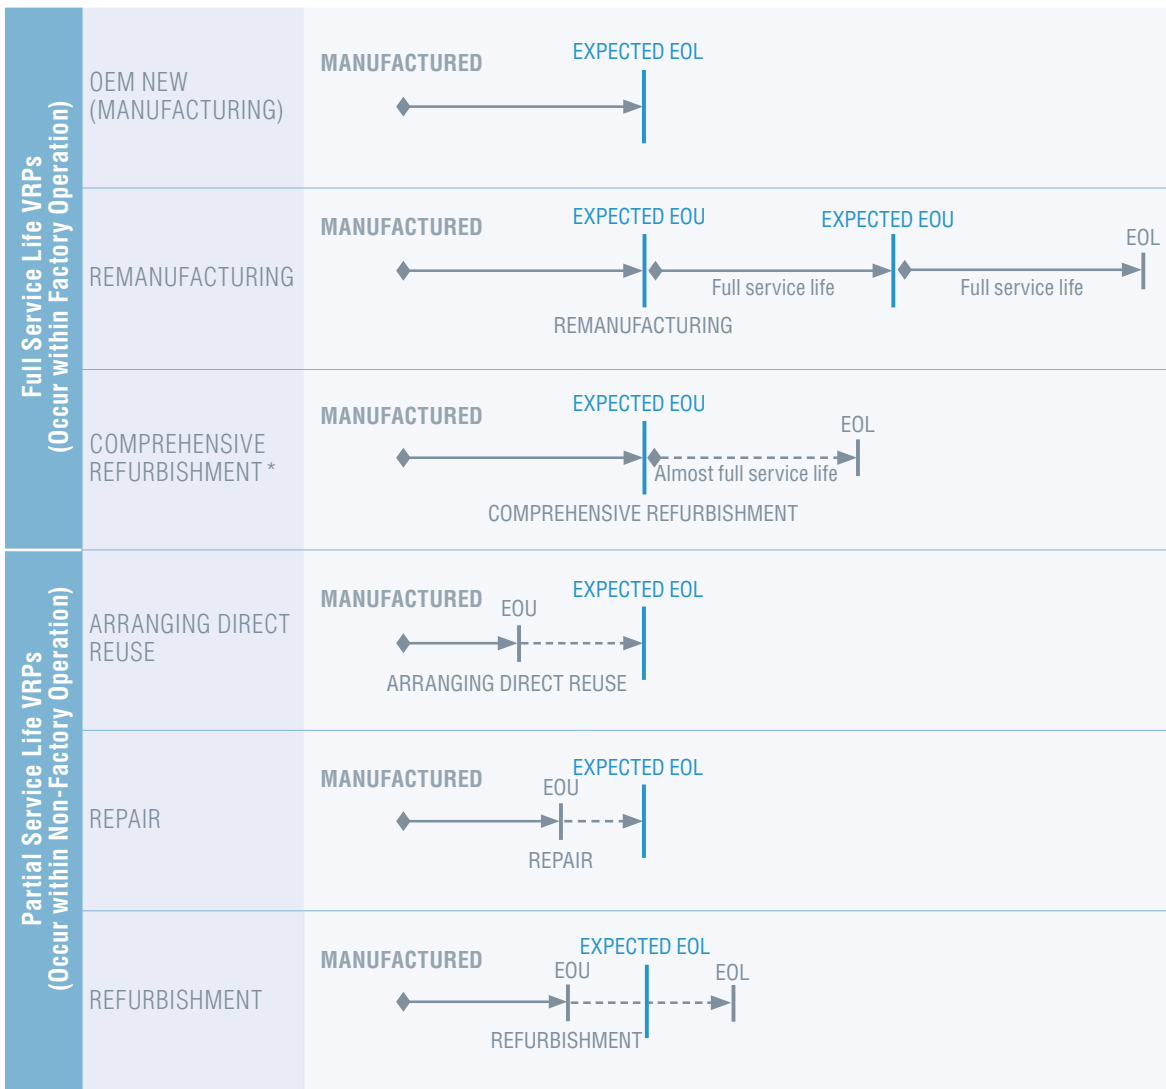 Full Service Life VRPs
(Occur within Factory Operation)
OEM NEW
(MANUFACTURING)
MANUFACTURED
EXPECTED EOL
REMANUFACTURING
MANUFACTURED
EXPECTED EOU
EXPECTED EOU
EOL
Full service life
Full service life
REMANUFACTURING
COMPREHENSIVE
REFURBISHMENT *
MANUFACTURED
EXPECTED EOU
EOL
Almost full service life
COMPREHENSIVE REFURBISHMENT
Partial Service Life VRPs
(Occur within Non-Factory Operation)
ARRANGING DIRECT
REUSE
MANUFACTURED
EOU
EXPECTED EOL
ARRANGING DIRECT REUSE
REPAIR
MANUFACTURED
EOU
EXPECTED EOL
REPAIR
REFURBISHMENT
MANUFACTURED
EOU
EXPECTED EOL
EOL
REFURBISHMENT